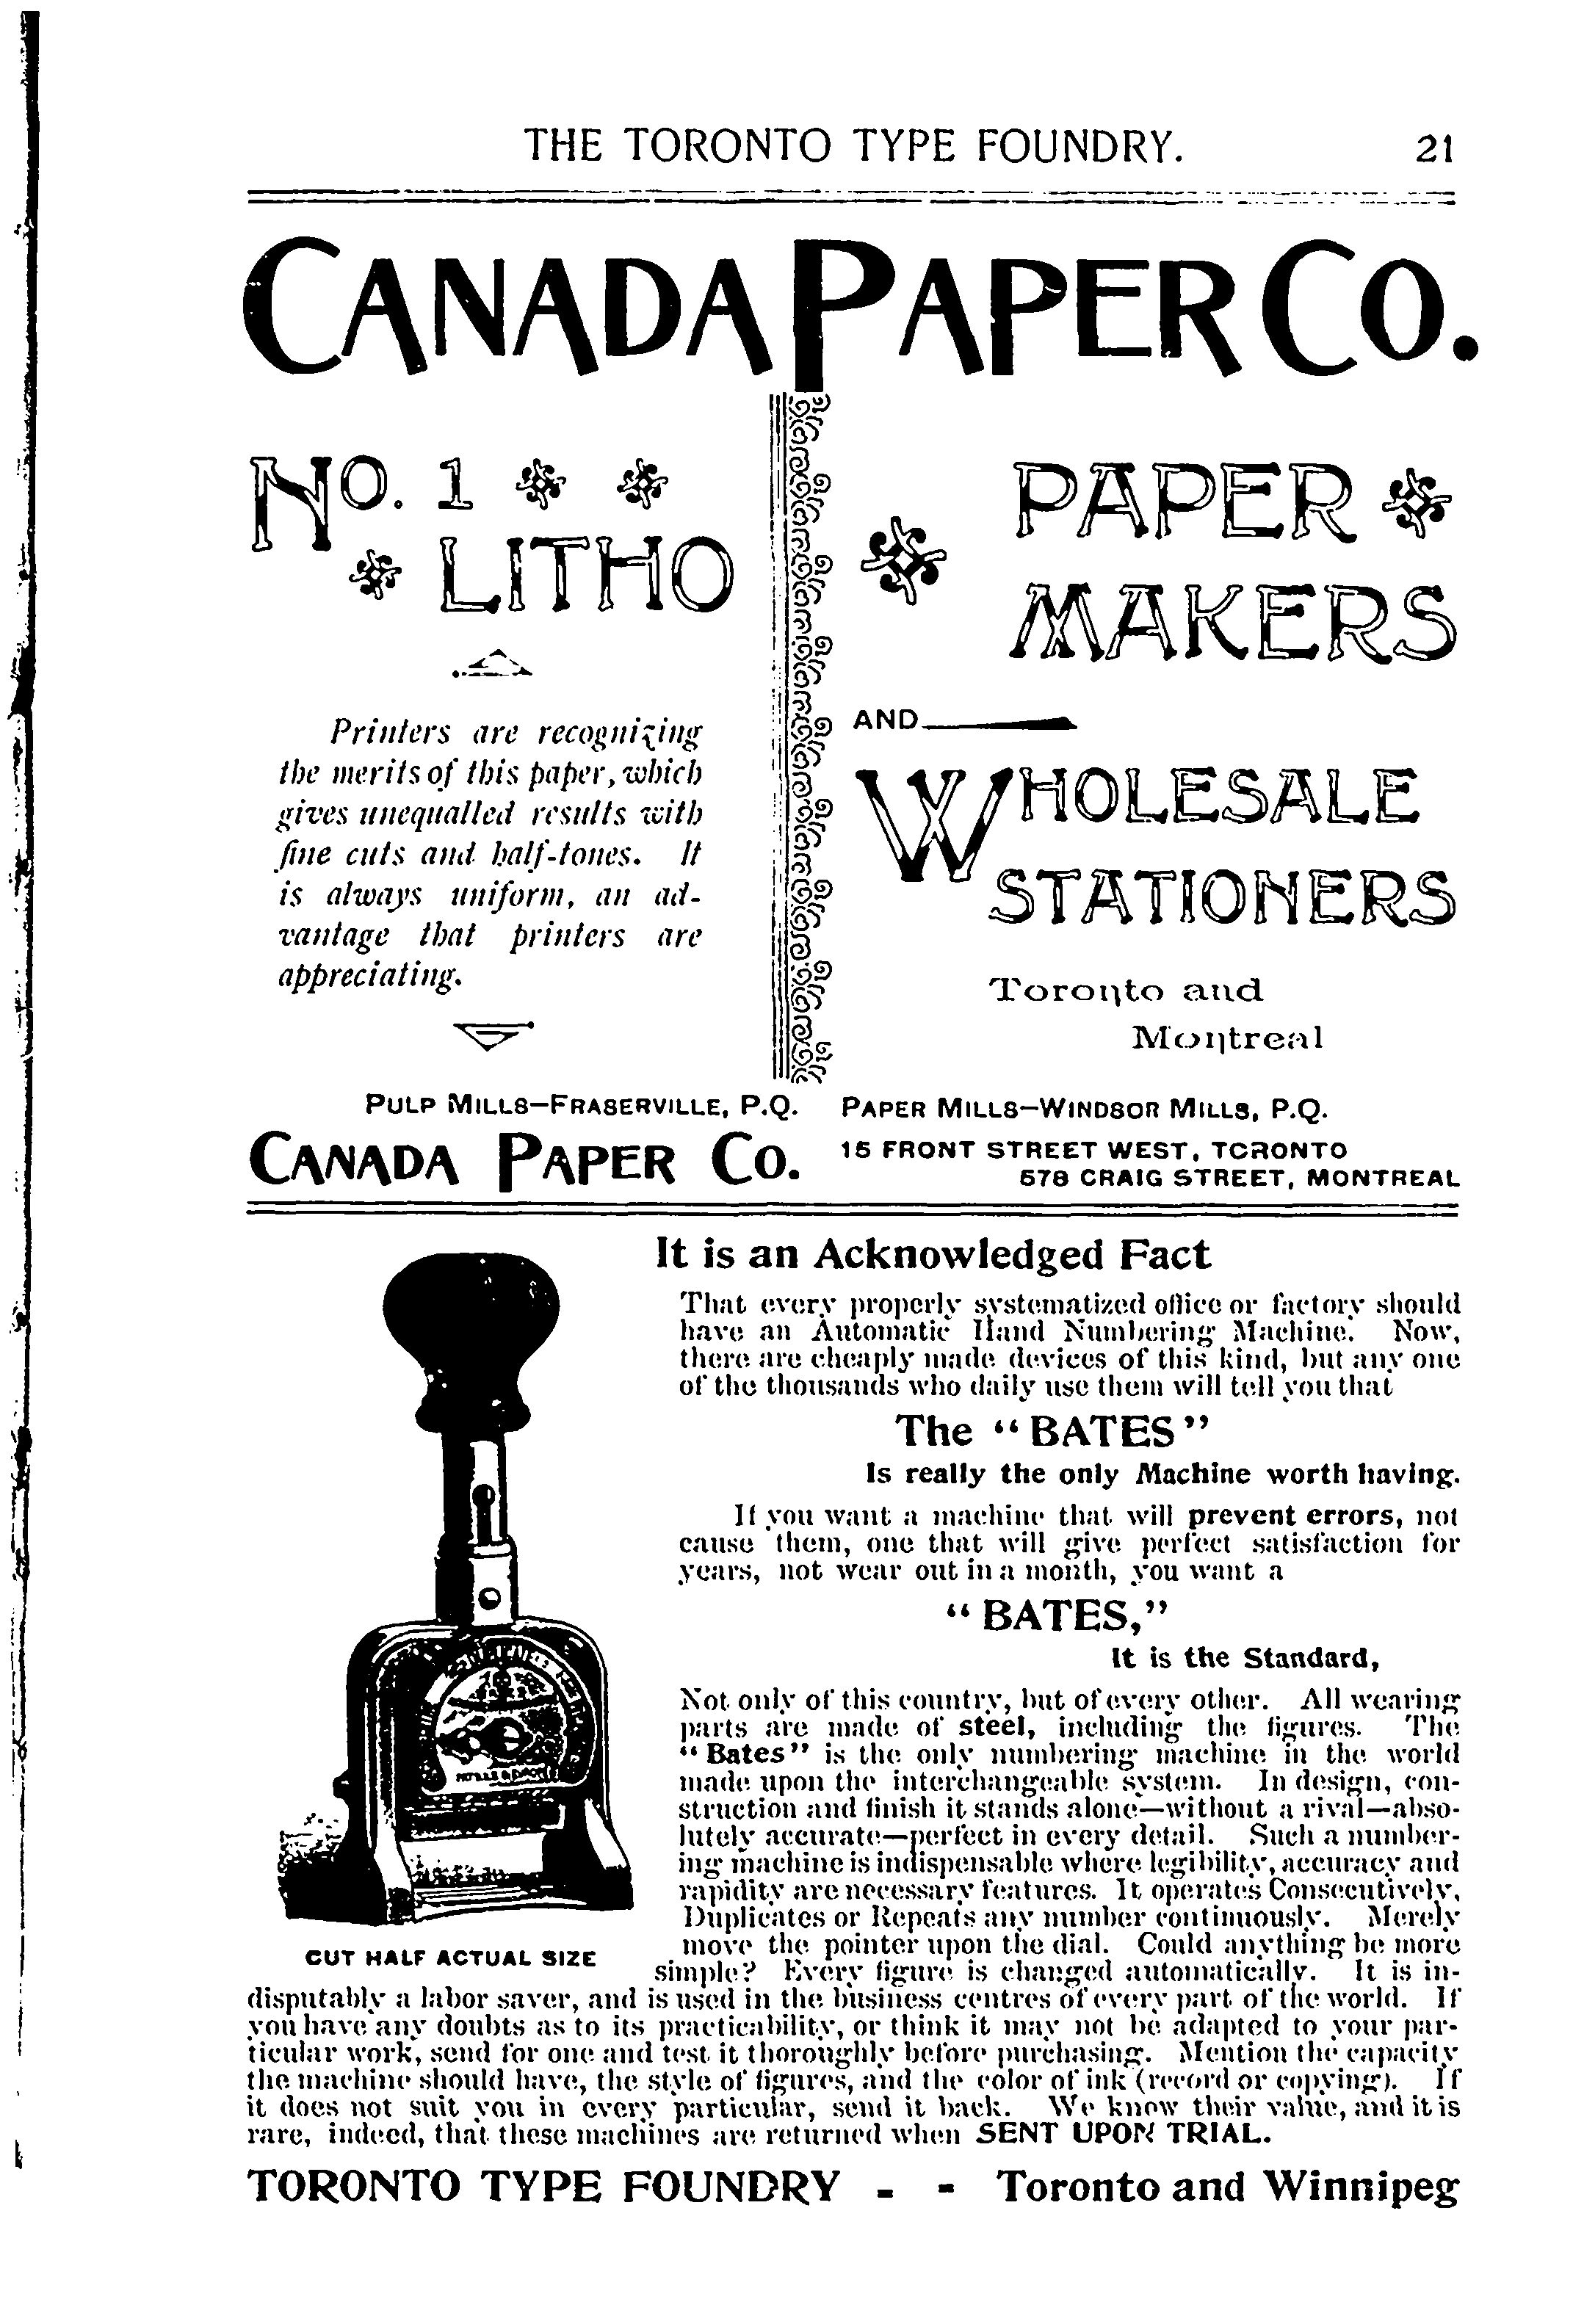 THE TORONTO TYPE FOUNDRY. 21
CANADA PAPER CO.
No. 1
LITHO
Printers are recognizing
the merits of this paper, which
gives unequalled results with
fine cuts and half-tones. It
is always uniform, an ad-
vantage that printers are
appreciating.
PAPER
MAKERS
AND
WHOLESALE
STATIONERS
Toronto and
Montreal
PULP MILLS—FRASERVILLE, P.Q. PAPER MILLS—WINDSOR MILLS, P.Q.
CANADA PAPER CO.
15 FRONT STREET WEST, TORONTO
578 CRAIG STREET, MONTREAL
It is an Acknowledged Fact
That every properly systematized office or factory should
have an Automatic Hand Numbering Machine. Now,
there are cheaply made devices of this kind, but any one
of the thousands who daily use them will tell you that
The "BATES"
Is really the only Machine worth having.
If you want a machine that will prevent errors, not
cause them, one that will give perfect satisfaction for
years, not wear out in a month, you want a
"BATES,"
It is the Standard,
Not only of this country, but of every other. All wearing
parts are made of steel, including the figures. The
"Bates" is the only numbering machine in the world
made upon the interchangeable system. In design, con-
struction and finish it stands alone—without a rival—abso-
lutely accurate—perfect in every detail. Such a number-
ing machine is indispensable where legibility, accuracy and
rapidity are necessary features. It operates Consecutively,
Duplicates or Repeats any number continuously. Merely
move the pointer upon the dial. Could anything be more
CUT HALF ACTUAL SIZE
simple? Every figure is changed automatically. It is in-
disputably a labor saver, and is used in the business centres of every part of the world. If
you have any doubts as to its practicability, or think it may not be adapted to your par-
ticular work, send for one and test it thoroughly before purchasing. Mention the capacity
the machine should have, the style of figures, and the color of ink (record or copying). If
it does not suit you in every particular, send it back. We know their value, and it is
rare, indeed, that these machines are returned when SENT UPON TRIAL.
TORONTO TYPE FOUNDRY - - Toronto and Winnipeg